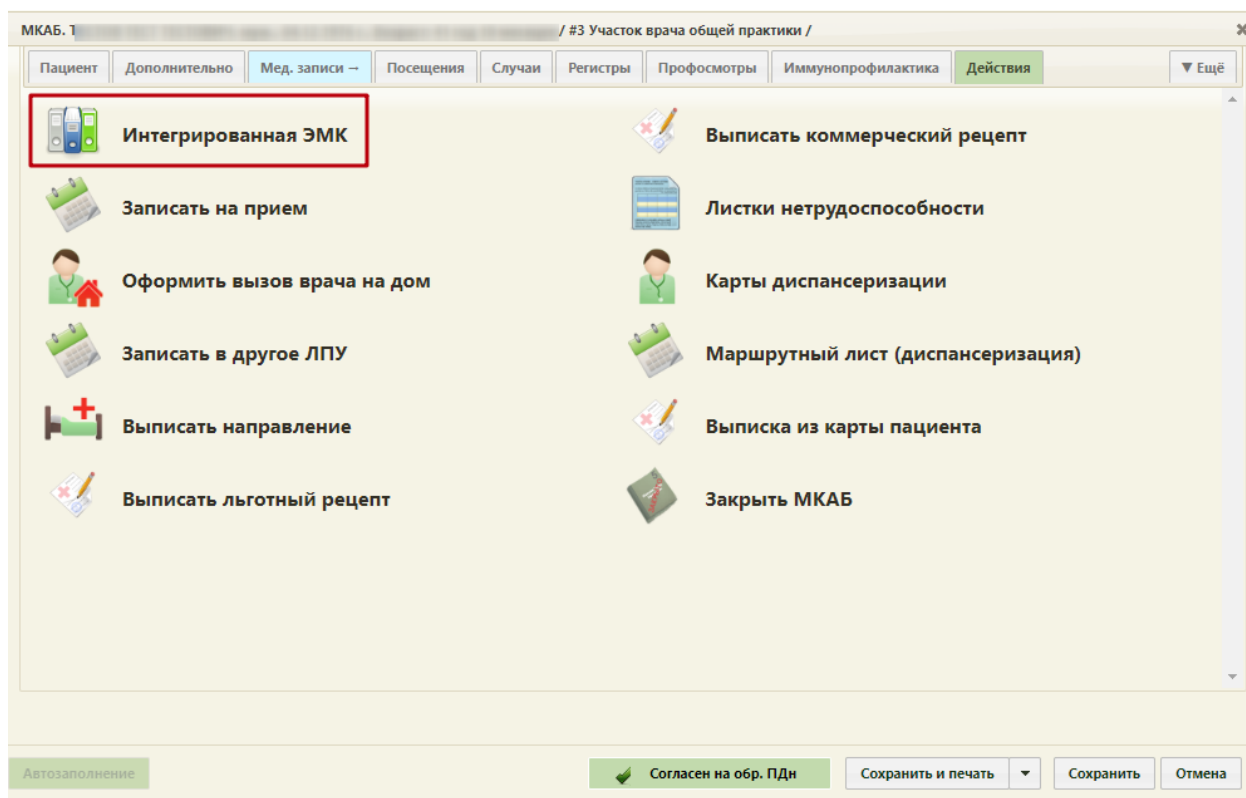 МКАБ. Т / #3 Участок врача общей практики /
Пациент Дополнительно Мед. записи → Посещения Случаи Регистры Профосмотры Иммунопрофилактика Действия ▼ Ещё
Интегрированная ЭМК
Выписать коммерческий рецепт
Записать на прием
Листки нетрудоспособности
Оформить вызов врача на дом
Карты диспансеризации
Записать в другое ЛПУ
Маршрутный лист (диспансеризация)
Выписать направление
Выписка из карты пациента
Выписать льготный рецепт
Закрыть МКАБ
Автозаполнение Согласен на обр. ПДн Сохранить и печать Сохранить Отмена